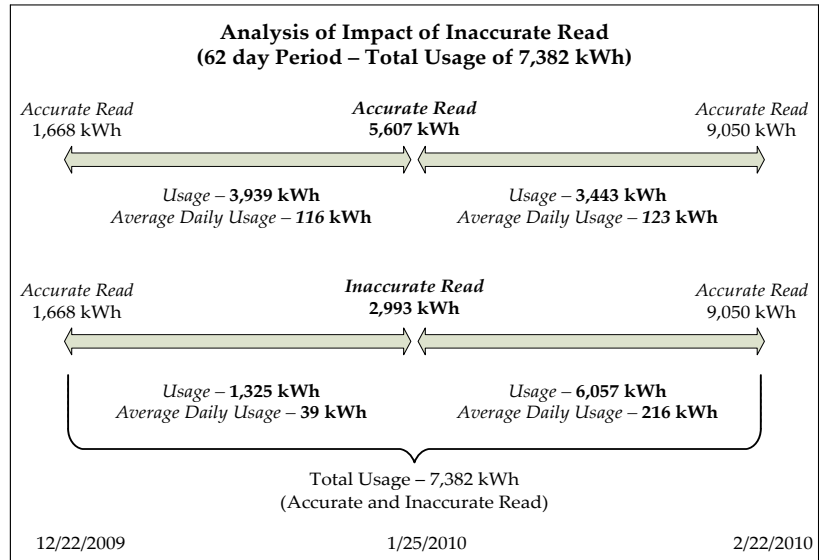 Analysis of Impact of Inaccurate Read
(62 day Period – Total Usage of 7,382 kWh)
Accurate Read Accurate Read Accurate Read
1,668 kWh 5,607 kWh 9,050 kWh
Usage – 3,939 kWh Usage – 3,443 kWh
Average Daily Usage – 116 kWh Average Daily Usage – 123 kWh
Accurate Read Inaccurate Read Accurate Read
1,668 kWh 2,993 kWh 9,050 kWh
Usage – 1,325 kWh Usage – 6,057 kWh
Average Daily Usage – 39 kWh Average Daily Usage – 216 kWh
Total Usage – 7,382 kWh
(Accurate and Inaccurate Read)
12/22/2009 1/25/2010 2/22/2010